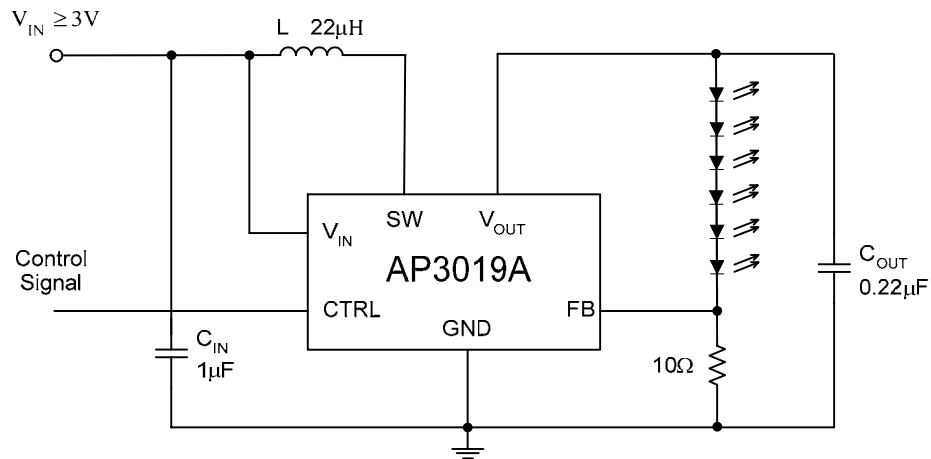 V_IN ≥ 3V
L 22μH
SW
V_OUT
V_IN
AP3019A
Control
Signal
CTRL
FB
GND
C_OUT
0.22μF
C_IN
1μF
10Ω